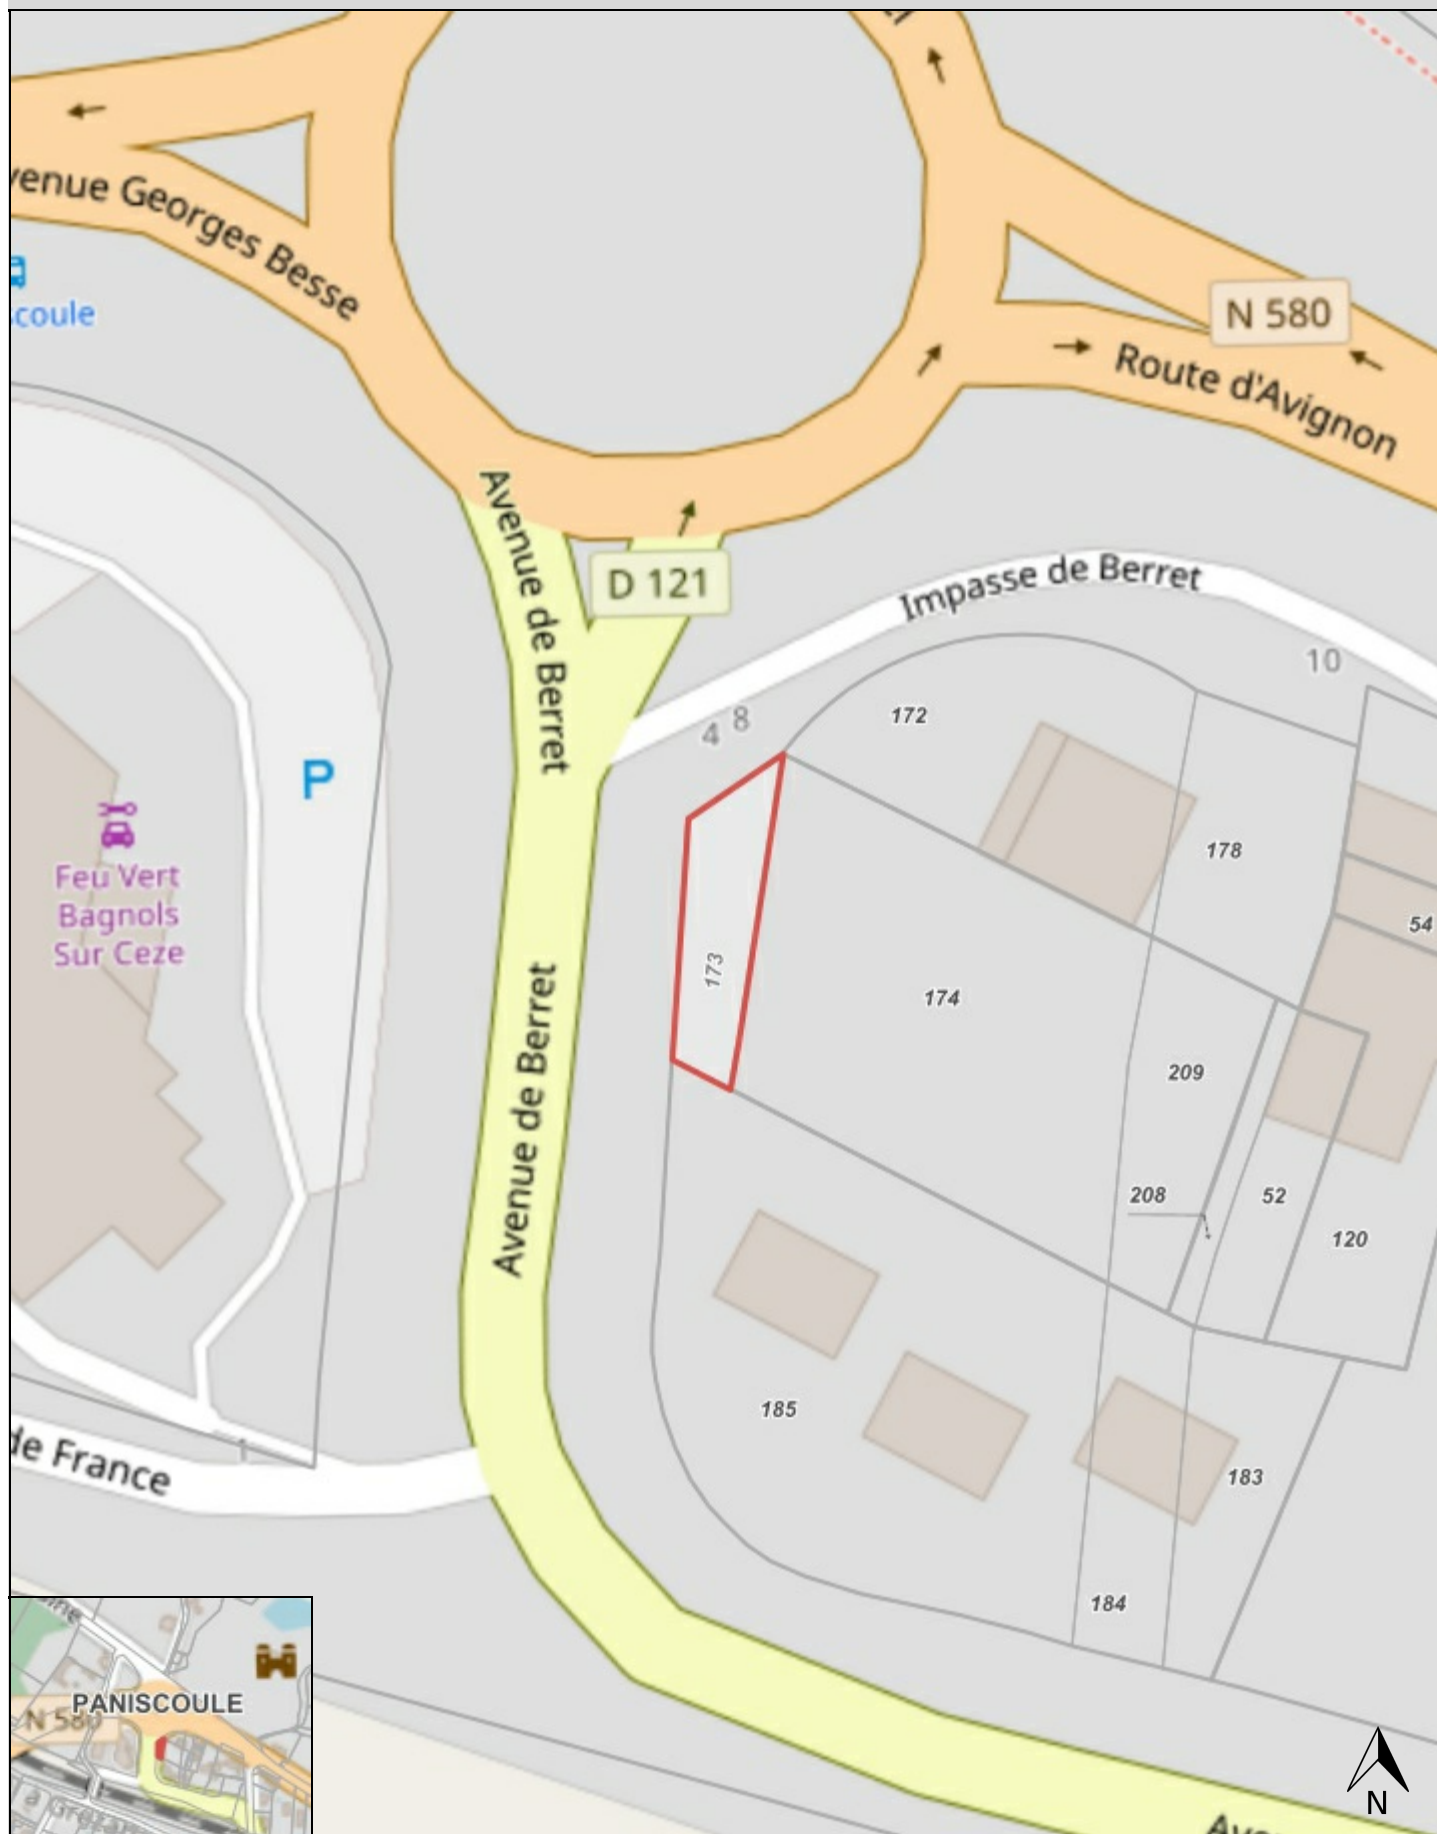 venue Georges Besse
coule
N 580
Route d'Avignon
Avenue de Berret
D 121
Impasse de Berret
10
4
8
172
P
178
Feu Vert
Bagnols
Sur Ceze
54
173
174
209
Avenue de Berret
208
52
120
185
de France
183
184
PANISCOULE
N 580
N